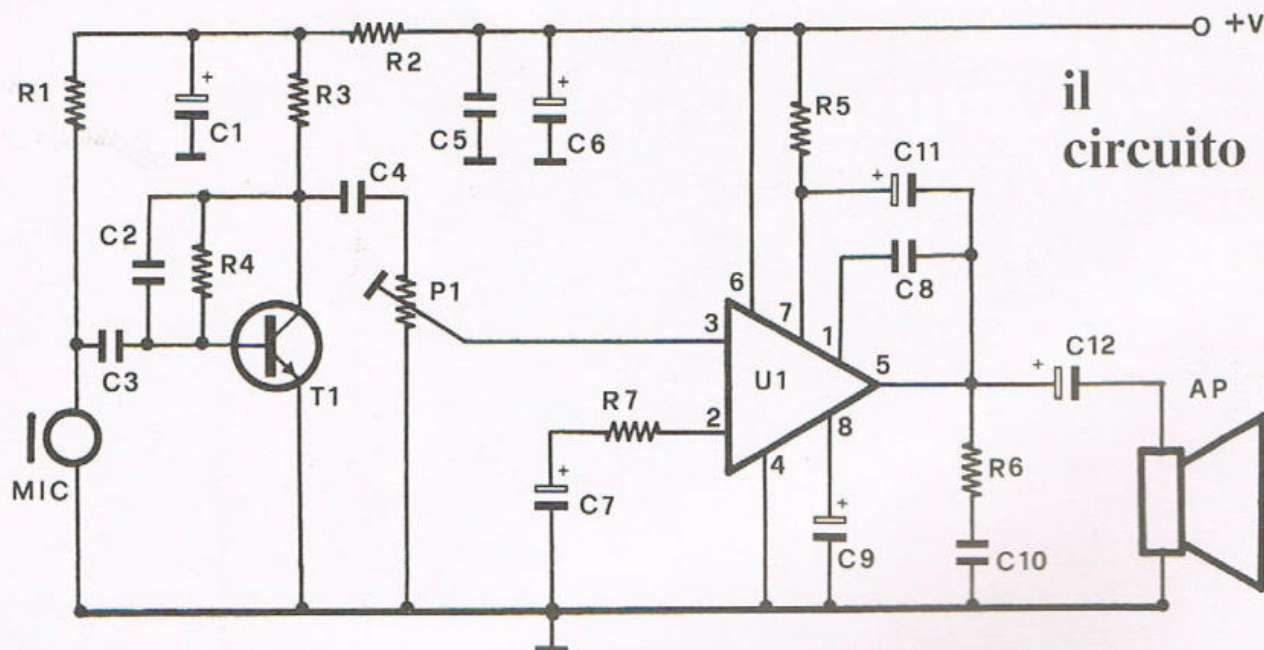 +V
il
circuito
R1
C1
R3
R2
C5
C6
R5
C11
C4
C2
R4
C8
P1
6
7
1
3
C3
T1
U1
5
C12
AP
R7
2
8
4
R6
MIC
C7
C9
C10
+
+
+
+
+
+